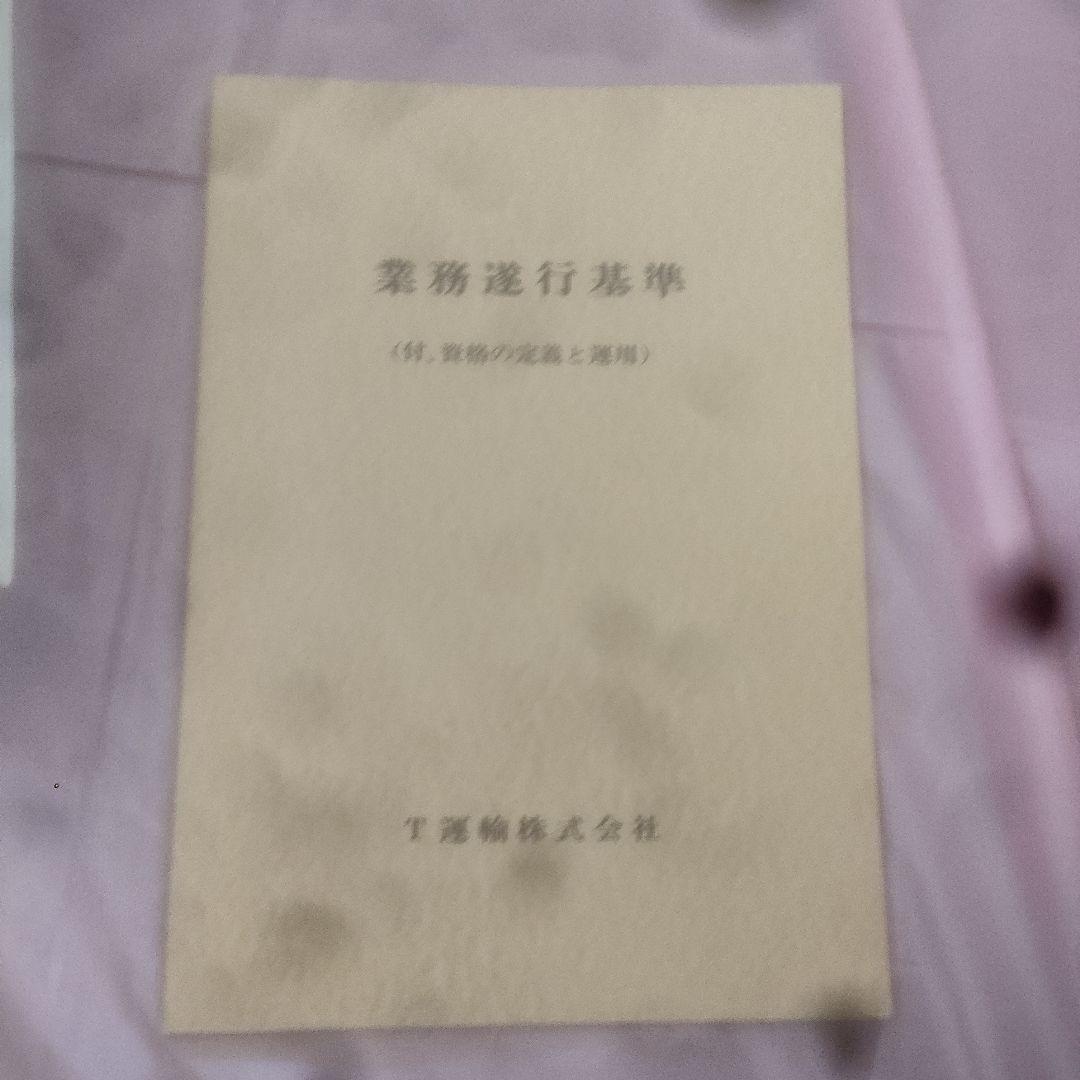 業務遂行基準
(付。資格の定義と運用)
T運輸株式会社